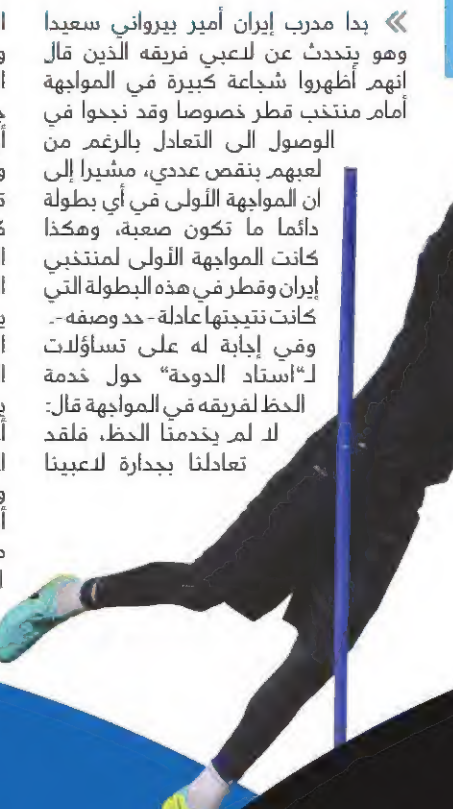 » بدا مدرب إيران أمير بيرواني سعيدا
وهو يتحدث عن لاعبي فريقه الذين قال
انهم أظهروا شجاعة كبيرة في المواجهة
أمام منتخب قطر خصوصا وقد نجحوا في
الوصول الى التعادل بالرغم من
لعبهم بنقص عددي، مشيرا إلى
ان المواجهة الأولى في أي بطولة
دائما ما تكون صعبة، وهكذا
كانت المواجهة الأولى لمنتخبي
إيران وقطر في هذه البطولة التي
كانت نتيجتها عادلة - حد وصفه -.
وفي إجابة له على تساؤلات
لـ"استاد الدوحة" حول خدمة
الحظ لفريقه في المواجهة قال:
لا لم يخدمنا الحظ، فلقد
تعادلنا بجدارة لاعبينا